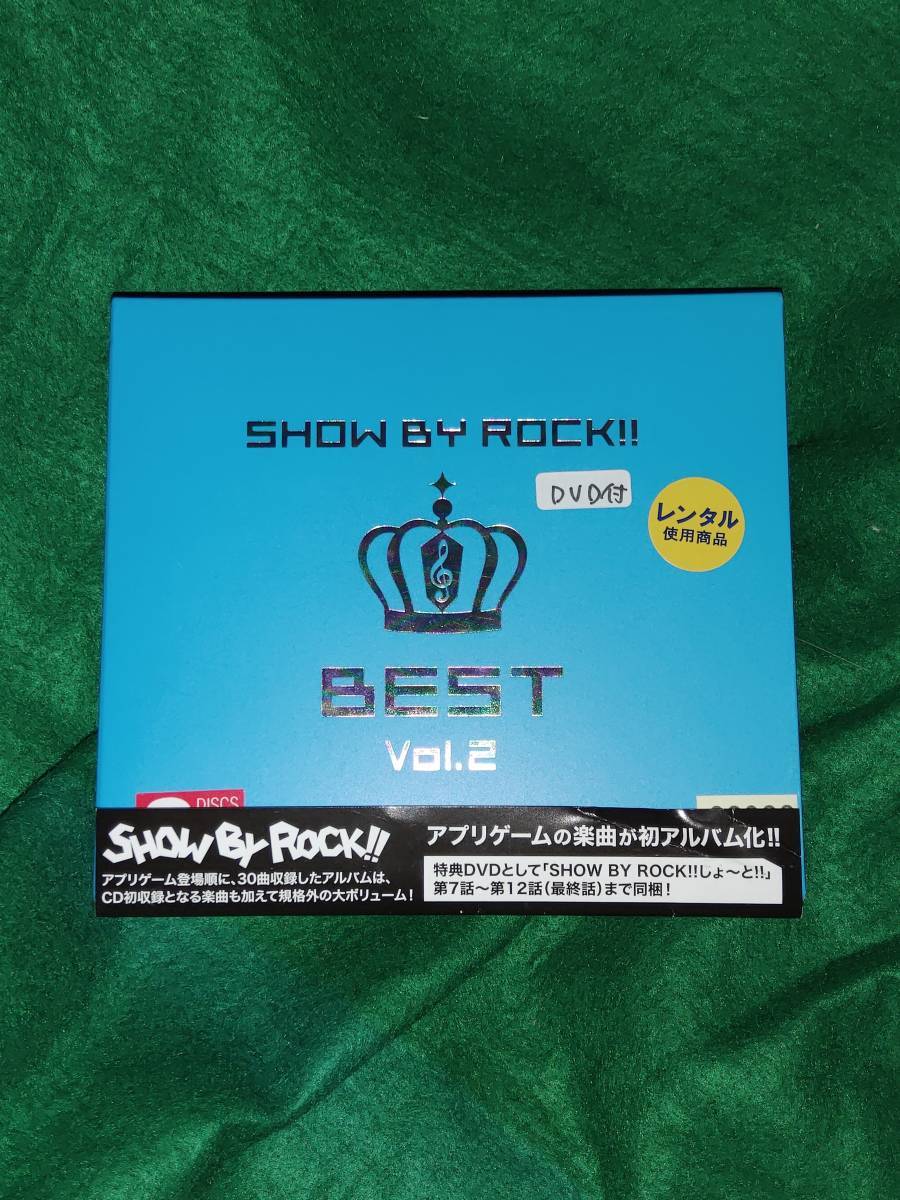 SHOW BY ROCK!!
DVD付
レンタル
使用商品
BEST
Vol.2
DISCS
SHOW BY ROCK!!
アプリゲーム登場順に、30曲収録したアルバムは、
CD初収録となる楽曲も加えて規格外の大ボリューム!
アプリゲームの楽曲が初アルバム化!!
特典DVDとして「SHOW BY ROCK!!しょ〜と!!」
第7話〜第12話(最終話)まで同梱!